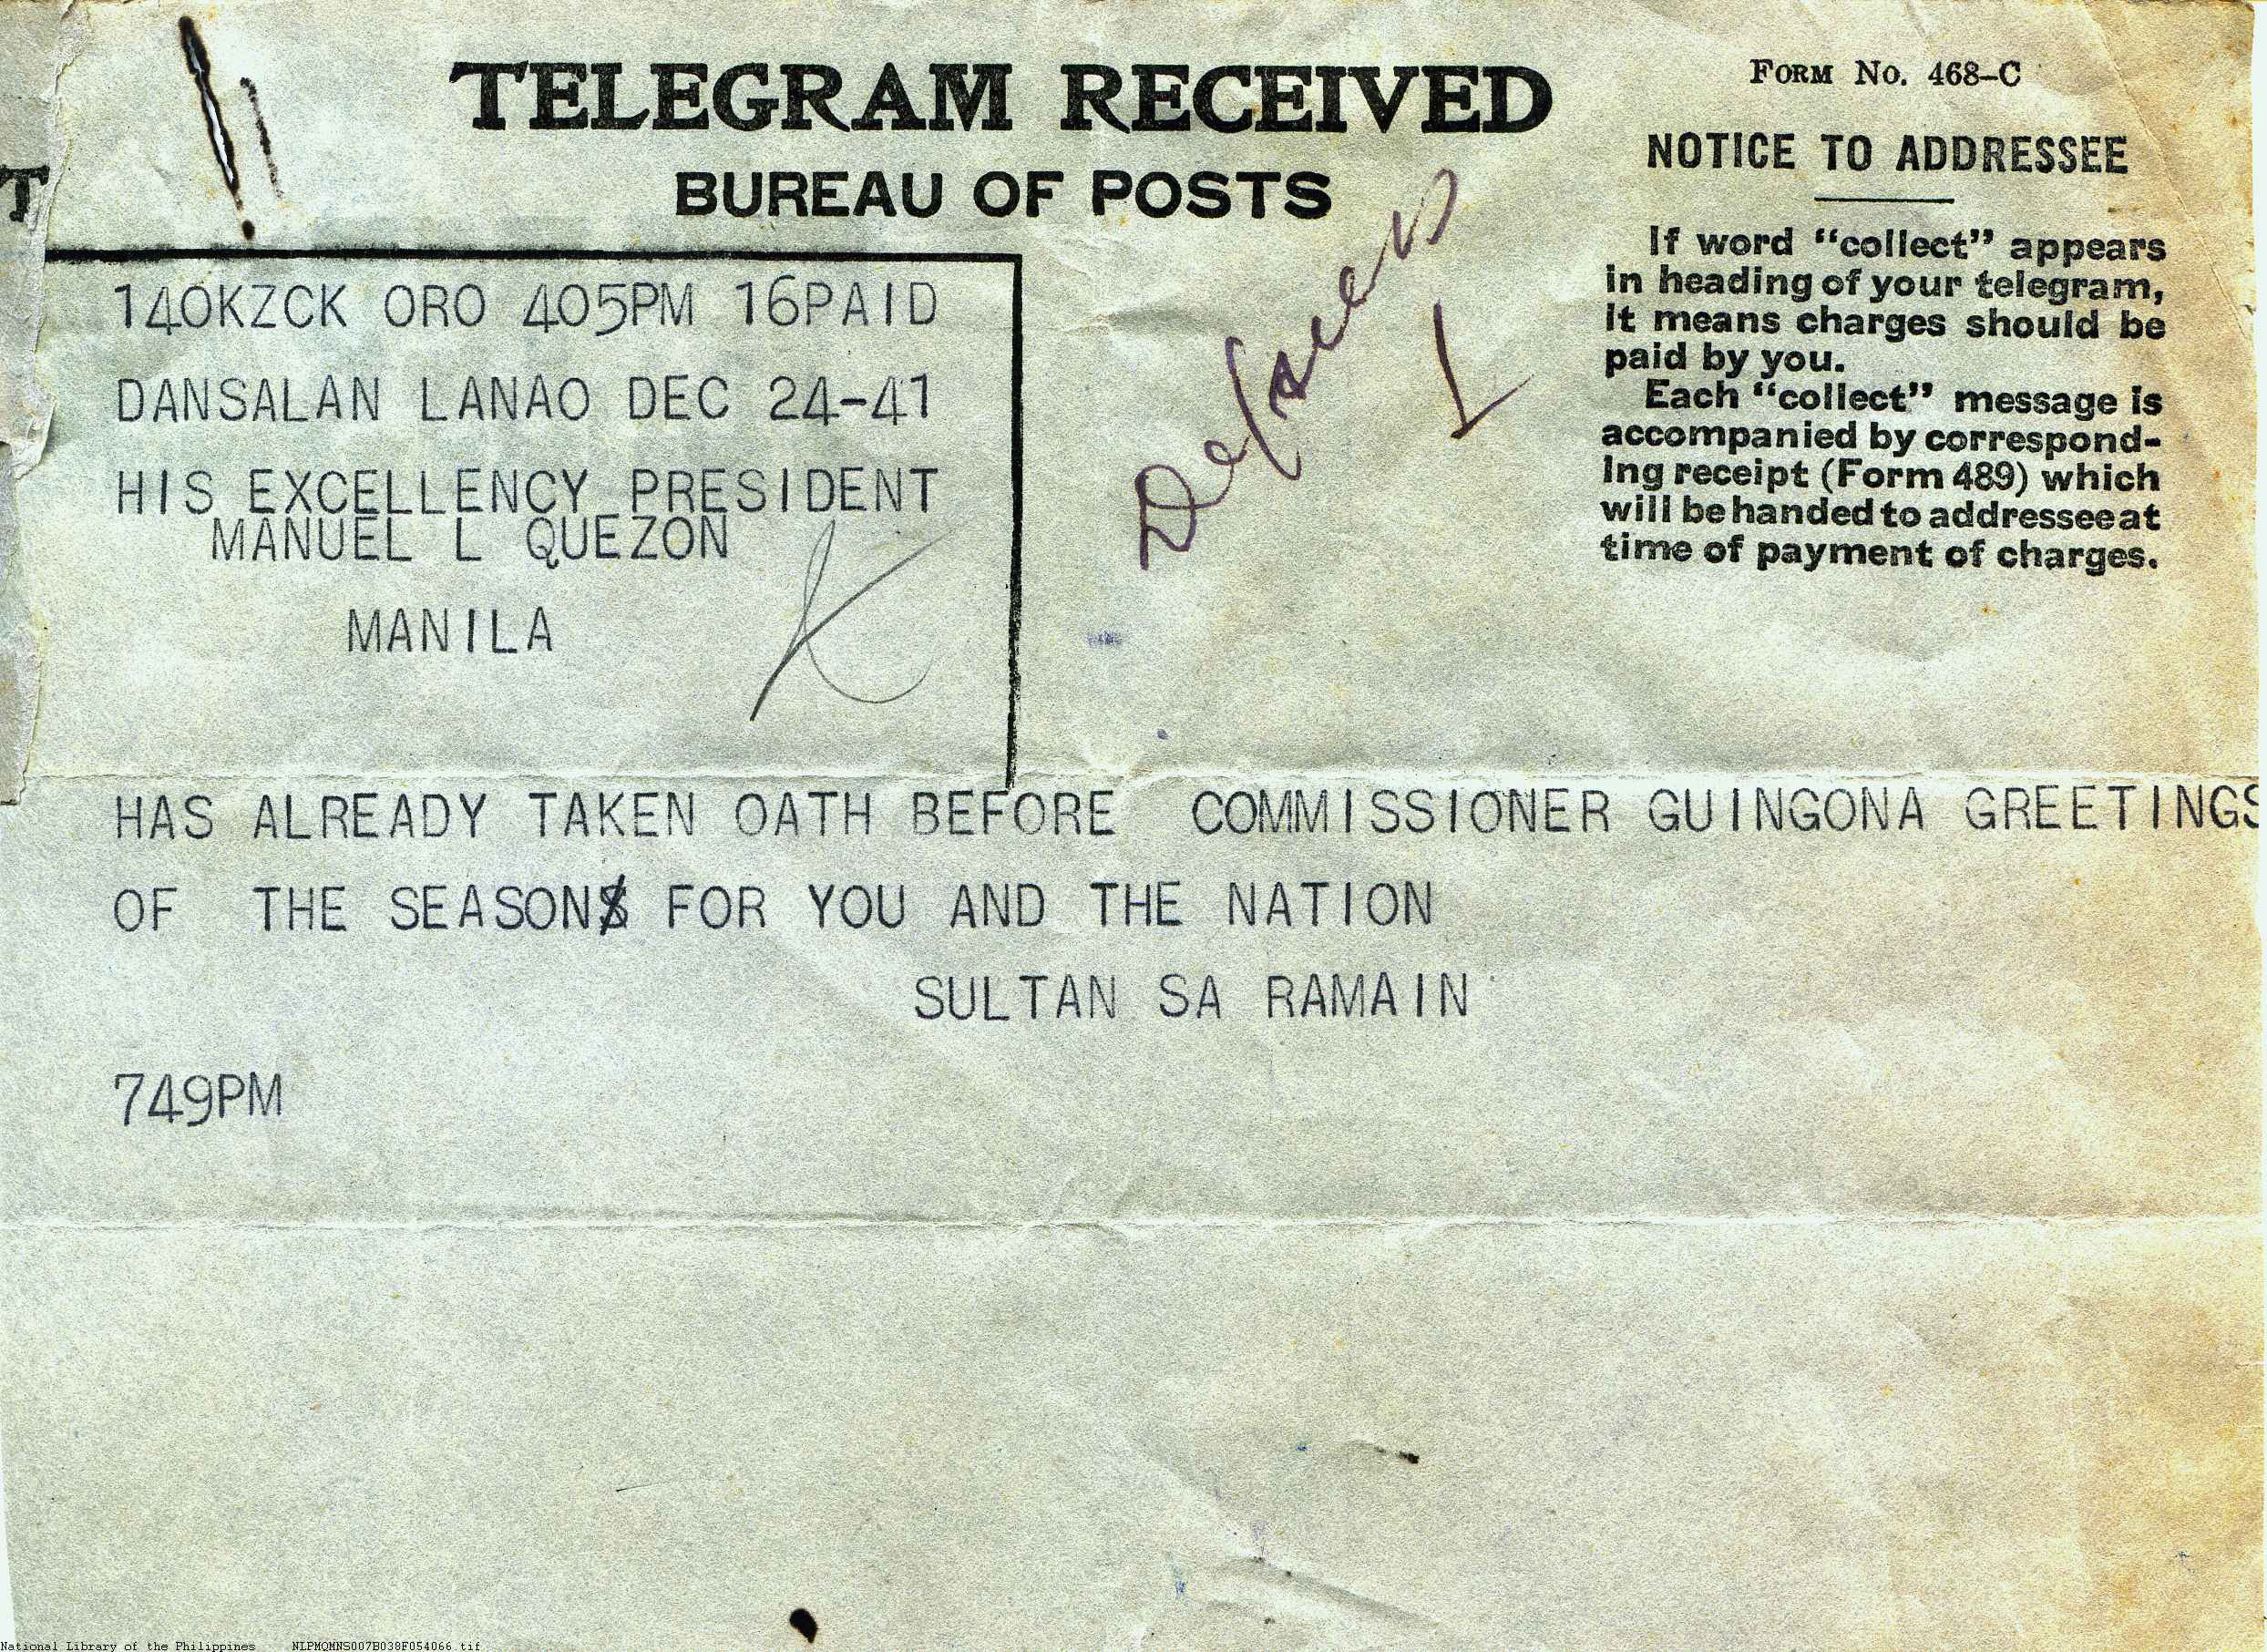 TELEGRAM RECEIVED
BUREAU OF POSTS
FORM No. 468-C
NOTICE TO ADDRESSEE
If word "collect" appears
in heading of your telegram,
it means charges should be
paid by you.
Each "collect" message is
accompanied by correspond-
ing receipt (Form 489) which
will be handed to addressee at
time of payment of charges.
T
140KZCK ORO 405PM 16PAID
DANSALAN LANAO DEC 24-41
HIS EXCELLENCY PRESIDENT
MANUEL L QUEZON
MANILA
HAS ALREADY TAKEN OATH BEFORE COMMISSIONER GUINGONA GREETINGS
OF THE SEASONS FOR YOU AND THE NATION
SULTAN SA RAMAIN
749PM
National Library of the Philippines NLPMQMNS007B038F054066.tif